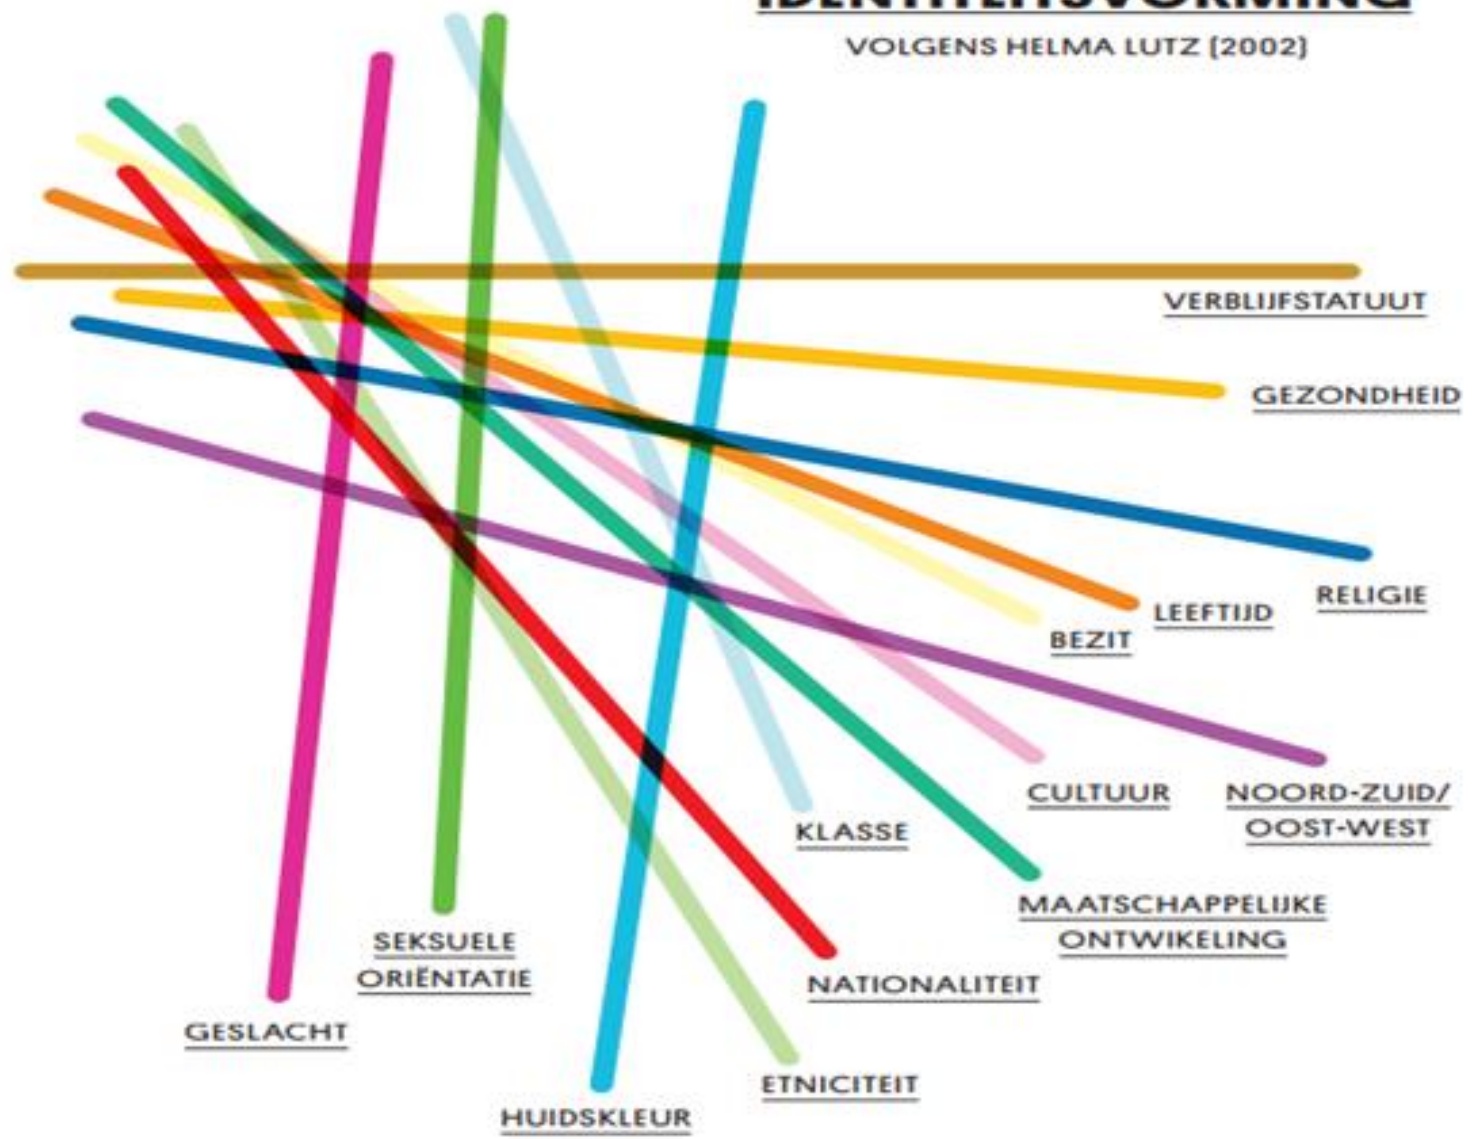 IDENTITEITSVORMING
VOLGENS HELMA LUTZ (2002)
VERBLIJFSTATUUT
GEZONDHEID
RELIGIE
LEEFTIJD
BEZIT
NOORD-ZUID/
OOST-WEST
CULTUUR
KLASSE
MAATSCHAPPELIJKE
ONTWIKELING
NATIONALITEIT
SEKSUELE
ORIËNTATIE
GESLACHT
ETNICITEIT
HUIDSKLEUR